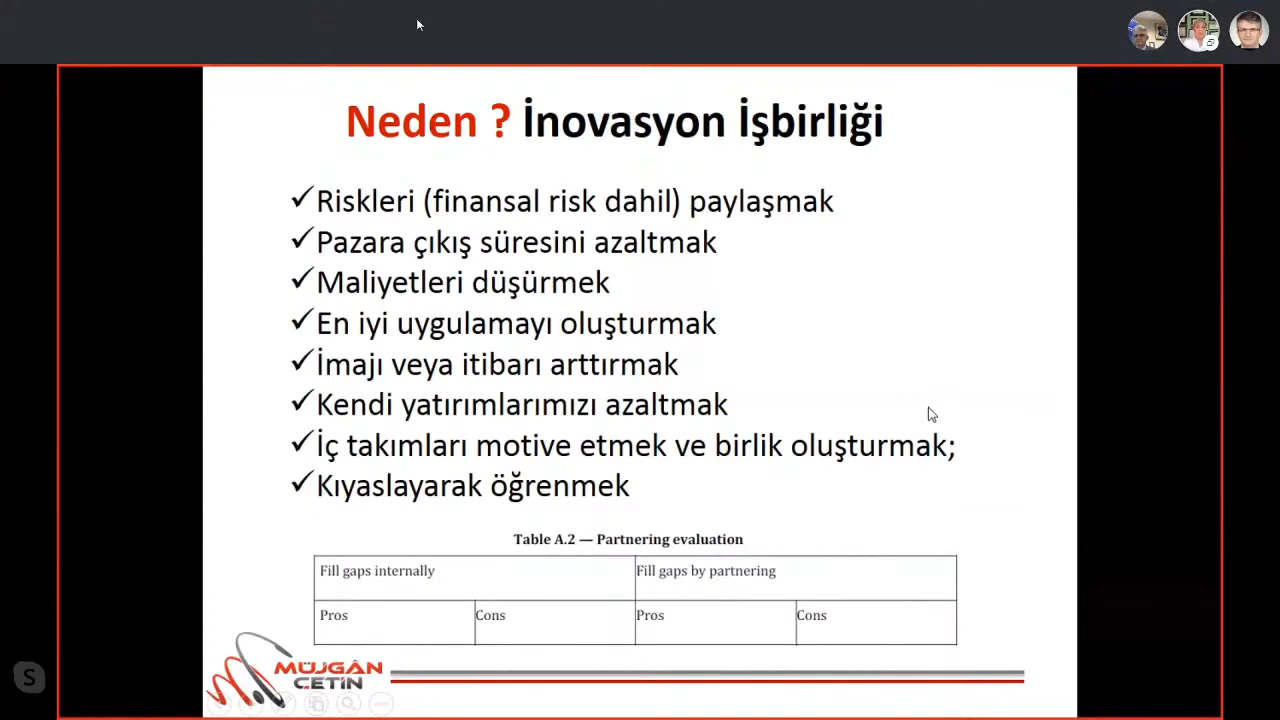 Neden ? İnovasyon İşbirliği
✓Riskleri (finansal risk dahil) paylaşmak
✓Pazara çıkış süresini azaltmak
✓Maliyetleri düşürmek
✓En iyi uygulamayı oluşturmak
✓İmajı veya itibarı arttırmak
✓Kendi yatırımlarımızı azaltmak
✓İç takımları motive etmek ve birlik oluşturmak;
✓Kıyaslayarak öğrenmek
Table A.2 — Partnering evaluation
Fill gaps internally Fill gaps by partnering
Pros Cons Pros Cons
MÜJGÂN
ÇETİN
S